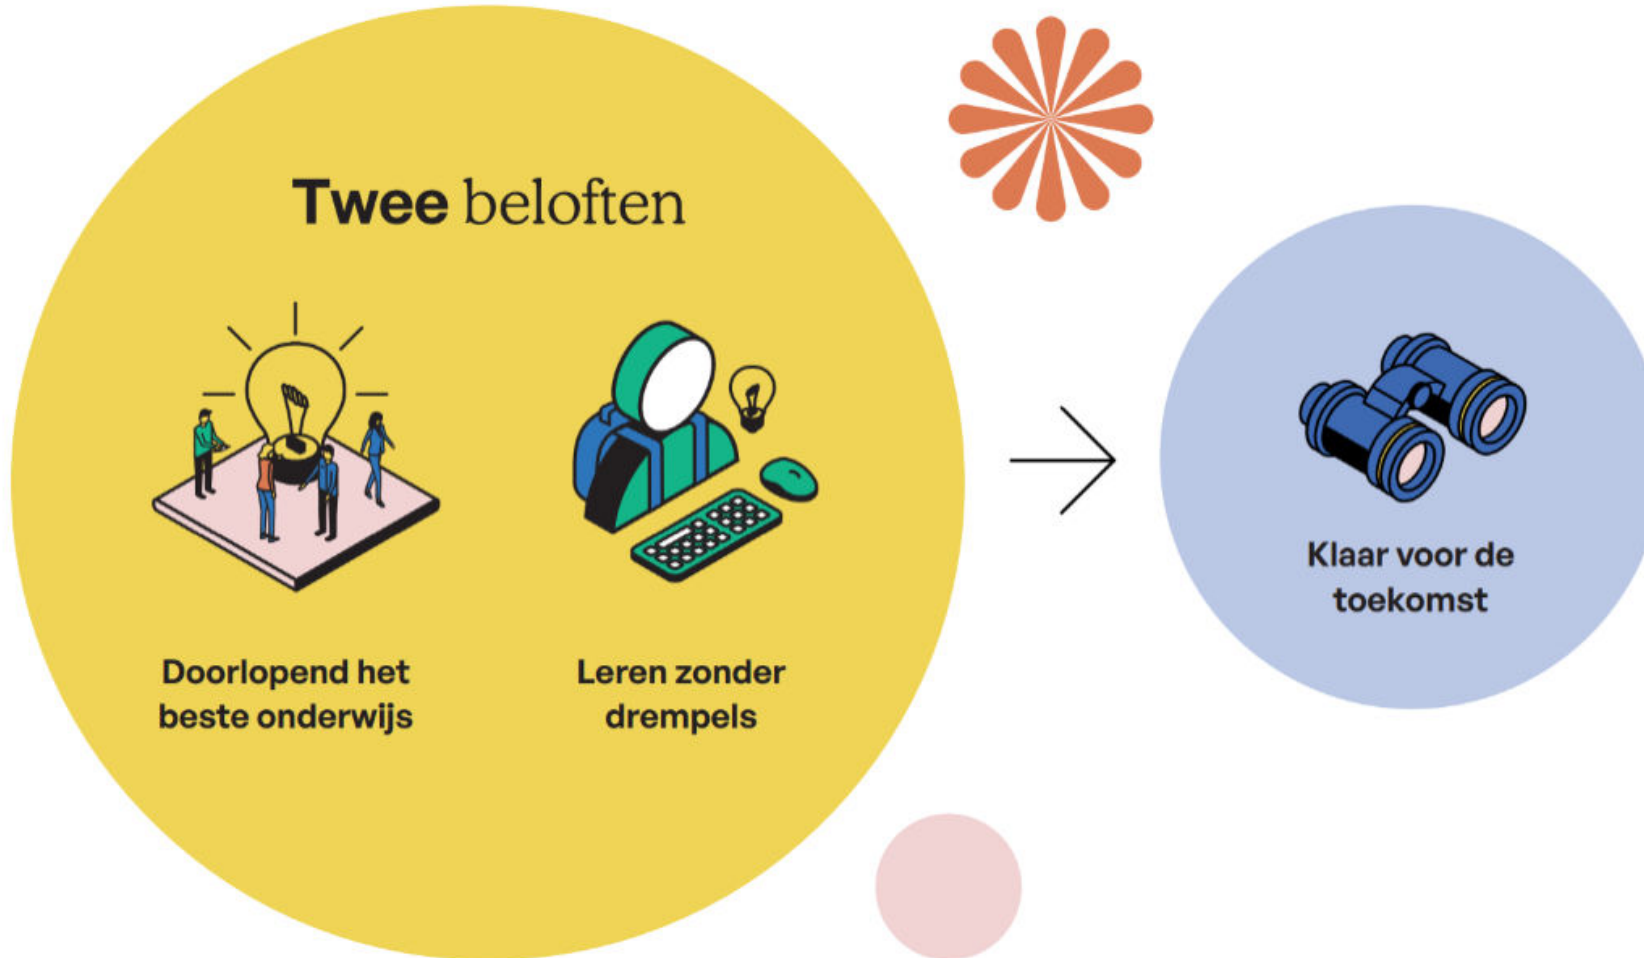 Twee beloften
Doorlopend het
beste onderwijs
Leren zonder
drempels
Klaar voor de
toekomst